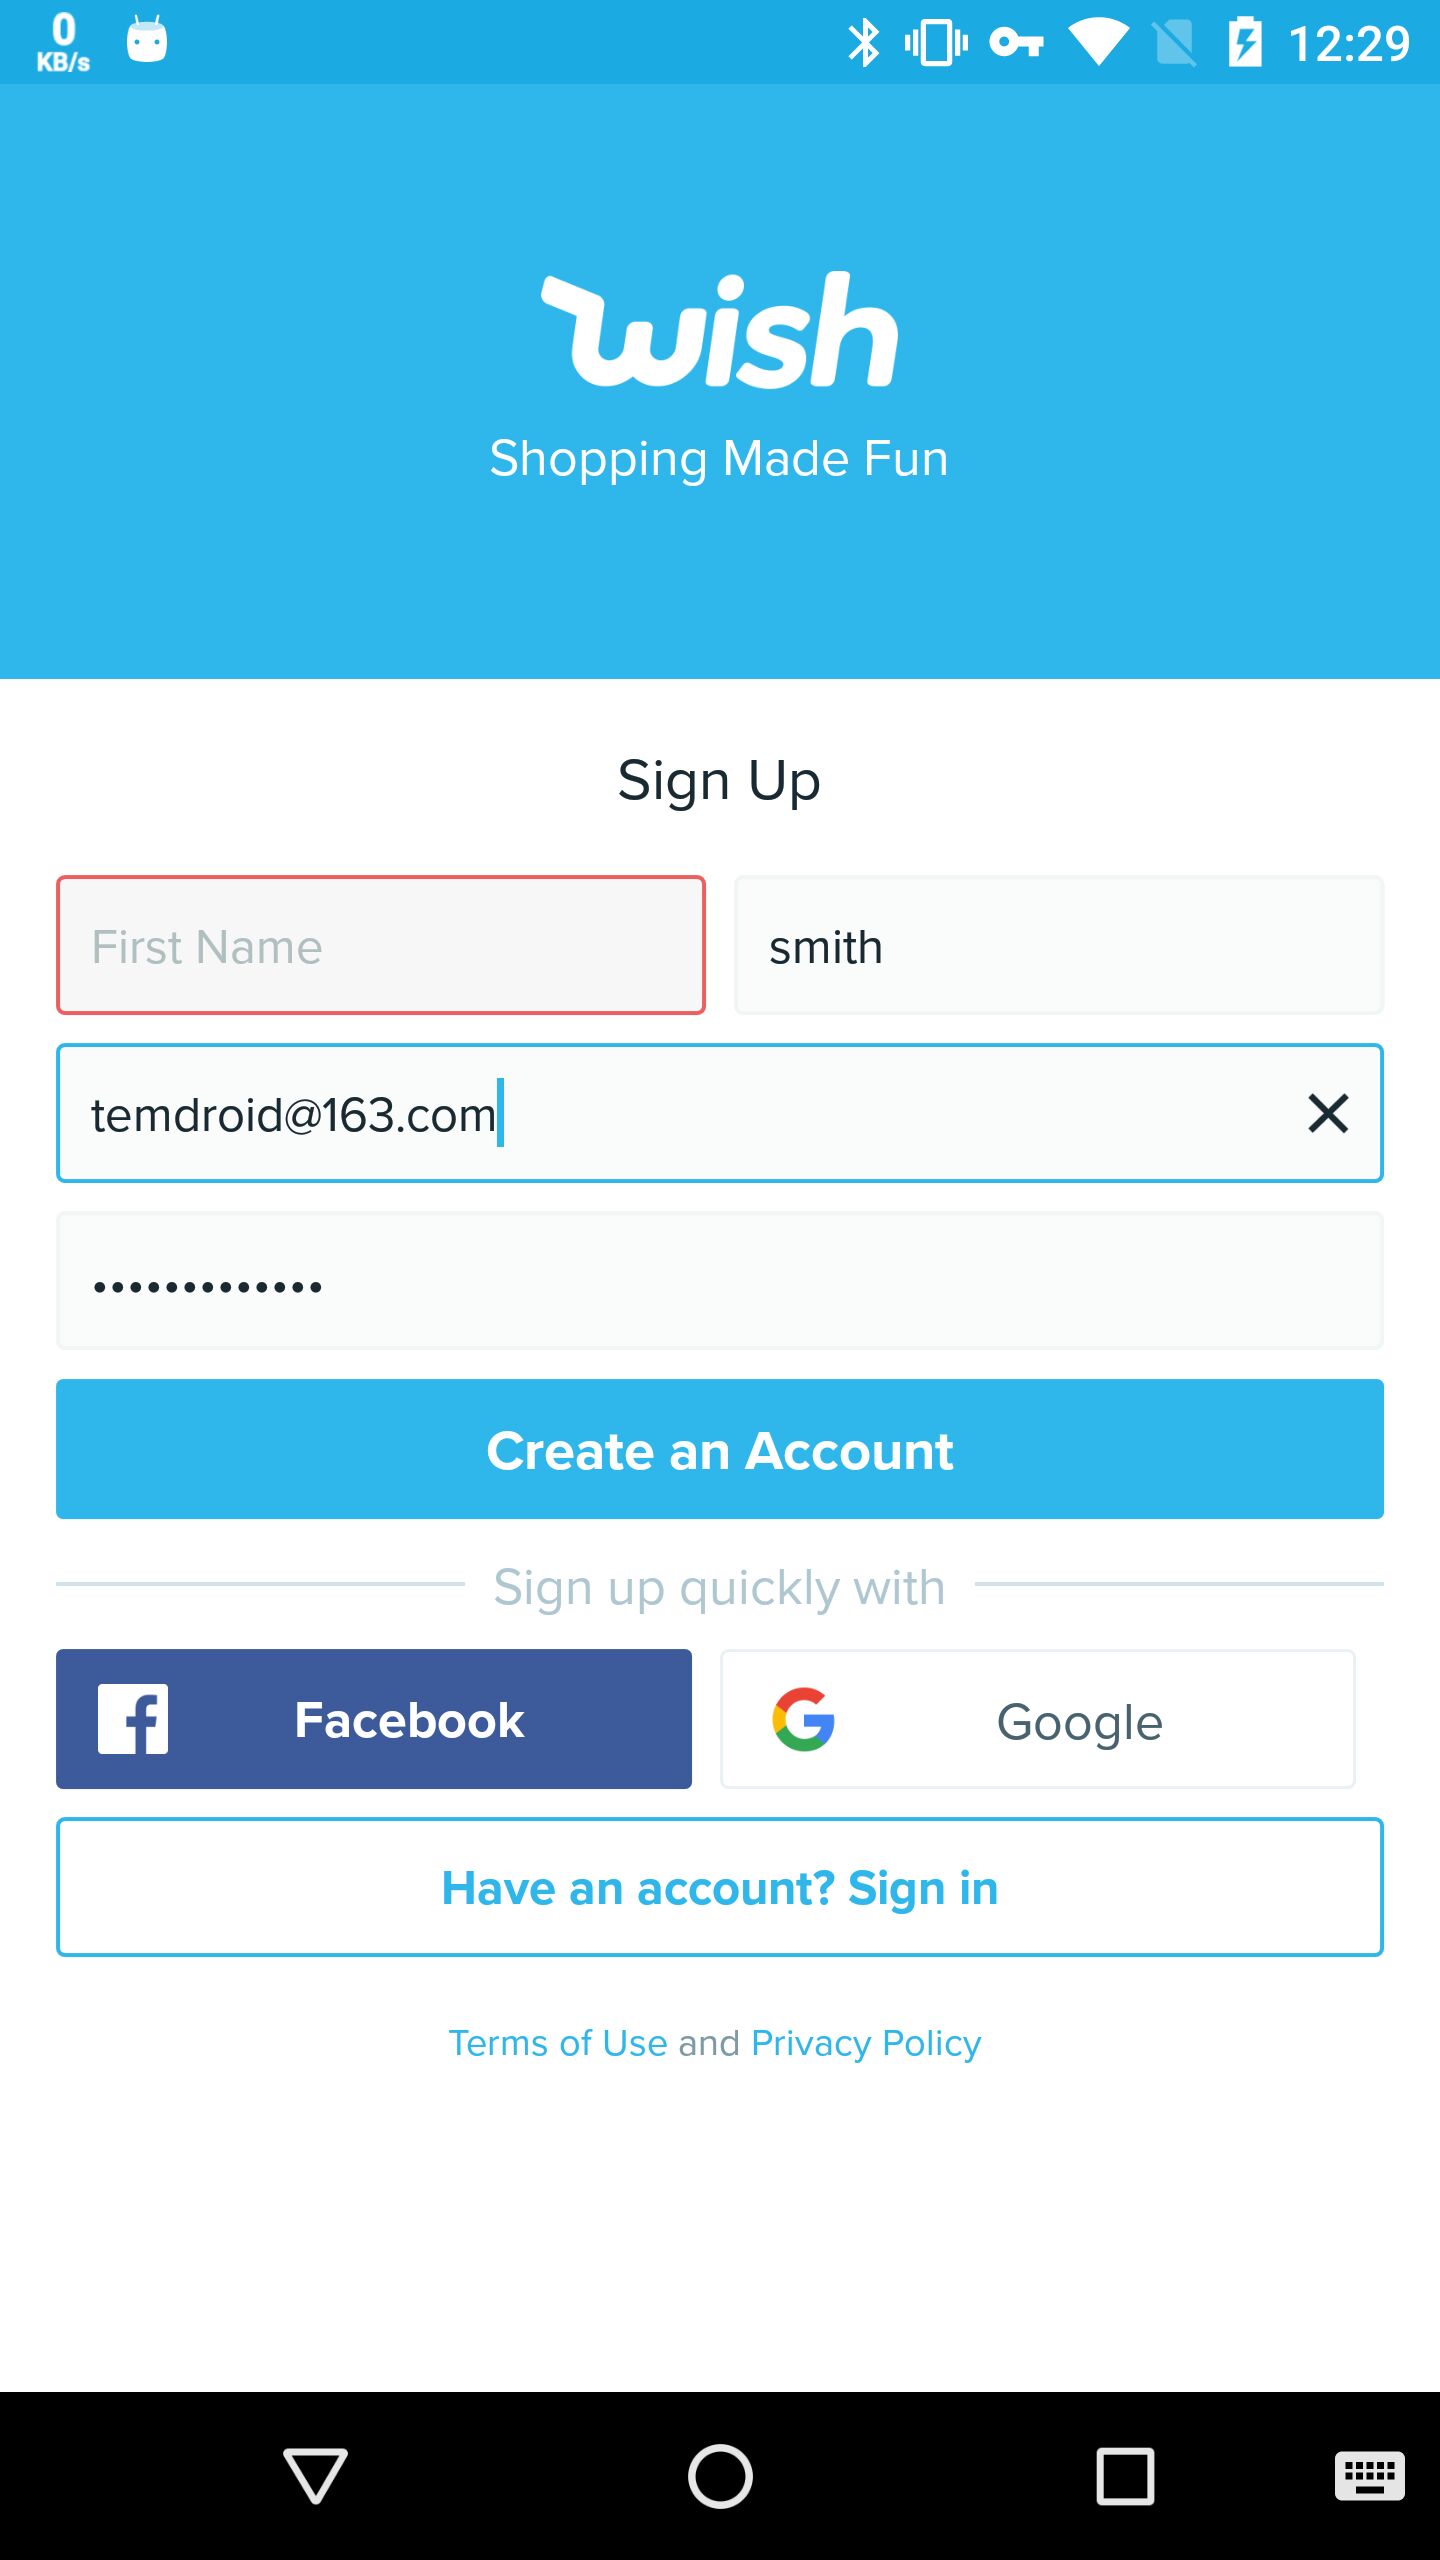 0
KB/s
12:29
wish
Shopping Made Fun
Sign Up
First Name
smith
temdroid@163.com
•••••••••••••
Create an Account
Sign up quickly with
Facebook
Google
Have an account? Sign in
Terms of Use and Privacy Policy